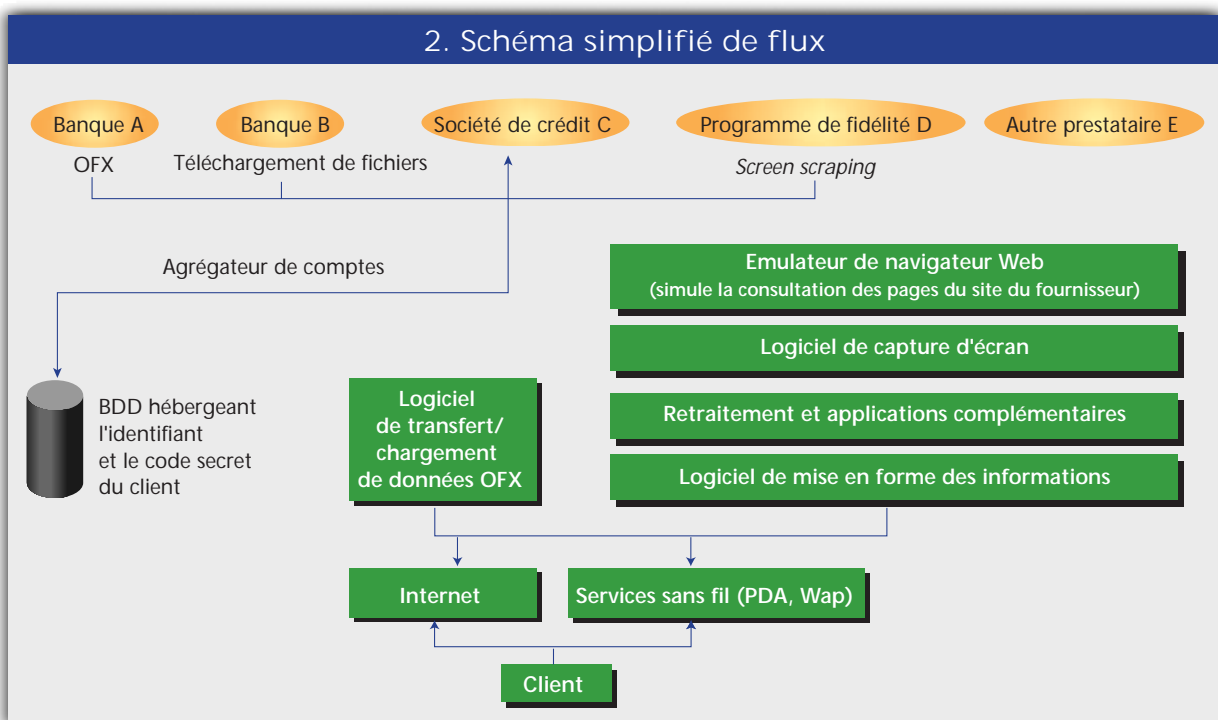 2. Schéma simplifié de flux
Banque A
Banque B
Société de crédit C
Programme de fidélité D
Autre prestataire E
OFX
Téléchargement de fichiers
Screen scraping
Agrégateur de comptes
Emulateur de navigateur Web
(simule la consultation des pages du site du fournisseur)
Logiciel de capture d'écran
BDD hébergeant
l'identifiant
et le code secret
du client
Logiciel
de transfert/
chargement
de données OFX
Retraitement et applications complémentaires
Logiciel de mise en forme des informations
Internet
Services sans fil (PDA, Wap)
Client